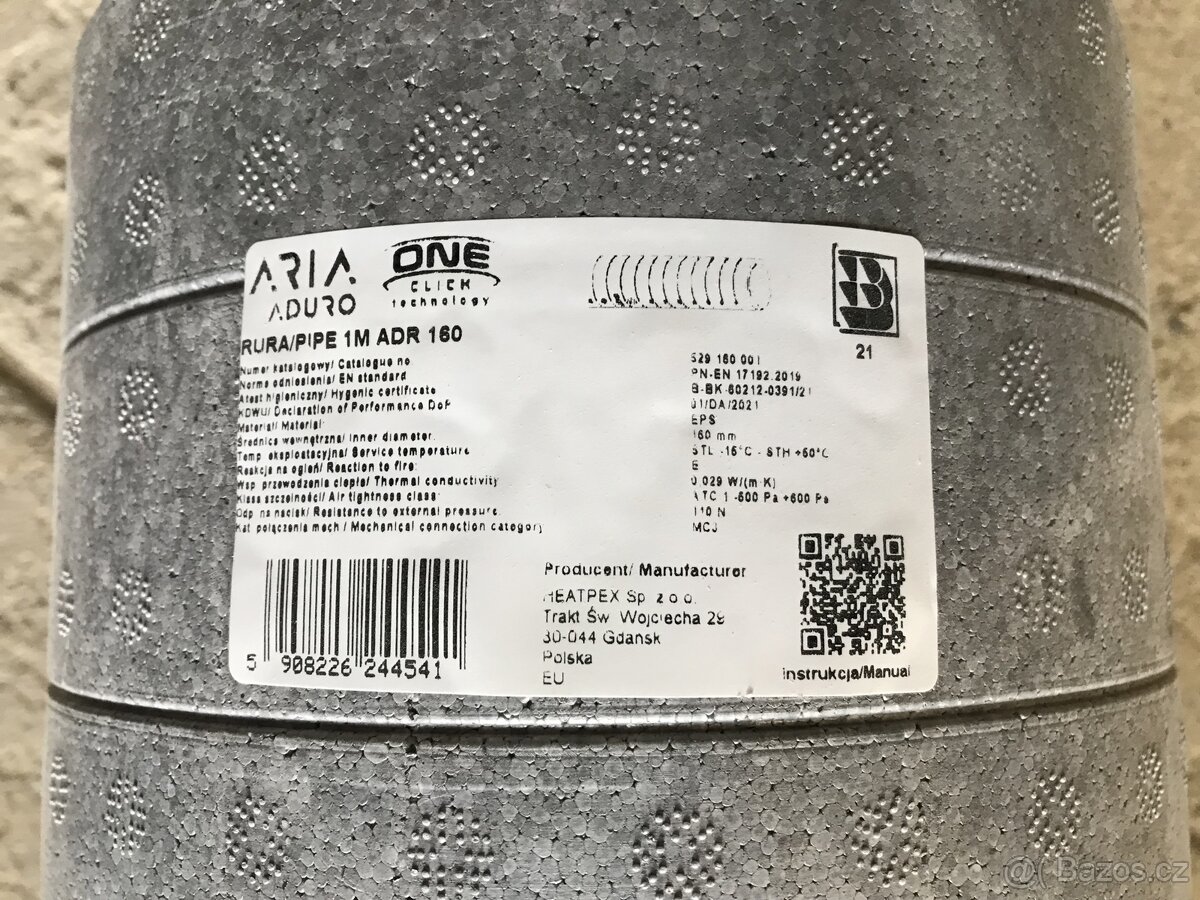 ARIA
ADURO
ONE
CLICK
technology
B
21
RURA/PIPE 1M ADR 160
Numer katalogowy/ Catalogue no 529 160 001
Norma odniesienia/ EN standard PN-EN 17192:2019
Atest higieniczny/ Hygenic certificate B-BK-60212-0391/21
KDWU/ Declaration of Performance DoP 01/DA/2021
Materiał/ Material: EPS
Średnica wewnętrzna/ Inner diameter: 160 mm
Temp. eksploatacyjna/ Service temperature STL -15°C - STH +60°C
Reakcja na ogień/ Reaction to fire: E
Wsp. przewodzenia ciepła/ Thermal conductivity 0.029 W/(m·K)
Klasa szczelności/ Air tightness class: ATC 1 -600 Pa +600 Pa
Odp. na nacisk/ Resistance to external pressure: 110 N
Kat. połączenia mech./ Mechanical connection category) MCJ
5 908226 244541
Producent/ Manufacturer
HEATPEX Sp. z o.o.
Trakt Św. Wojciecha 29
80-044 Gdańsk
Polska
EU
Instrukcja/Manual
@( Bazos.cz